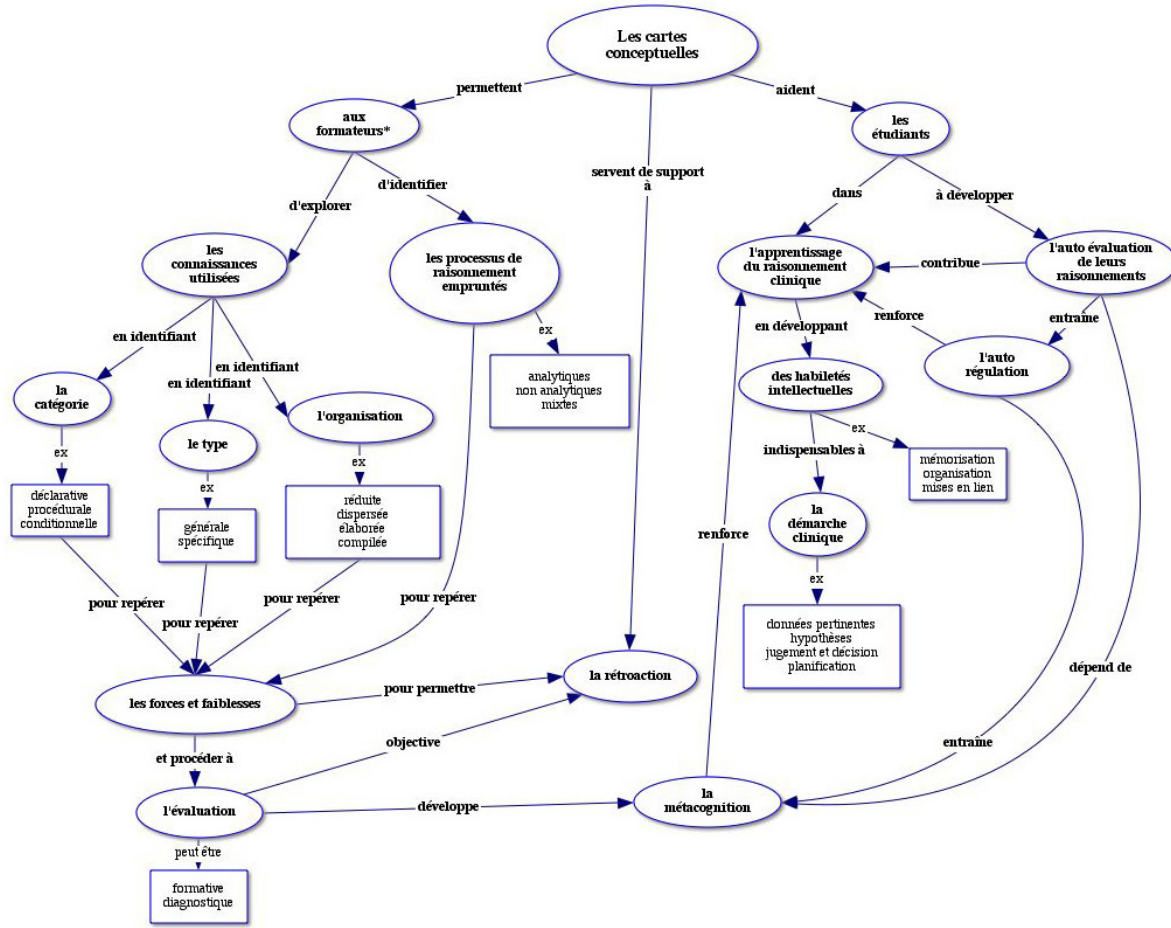 Les cartes
conceptuelles
permettent
aident
aux
formateurs*
les
étudiants
servent de support
à
d'identifier
d'explorer
dans
à développer
les
connaissances
utilisées
les processus de
raisonnement
empruntés
l'apprentissage
du raisonnement
clinique
contribue
l'auto évaluation
de leurs
raisonnements
en identifiant
en identifiant
en identifiant
ex
en développant
renforce
entraîne
la
catégorie
le type
l'organisation
analytiques
non analytiques
mixtes
des habiletés
intellectuelles
l'auto
régulation
ex
ex
ex
ex
indispensables à
déclarative
procédurale
conditionnelle
générale
spécifique
réduite
dispersée
élaborée
compilée
mémorisation
organisation
mises en lien
la
démarche
clinique
renforce
ex
pour repérer
pour repérer
pour repérer
pour repérer
données pertinentes
hypothèses
jugement et décision
planification
les forces et faiblesses
pour permettre
la rétroaction
dépend de
et procéder à
objective
entraîne
l'évaluation
développe
la
métacognition
peut être
formative
diagnostique